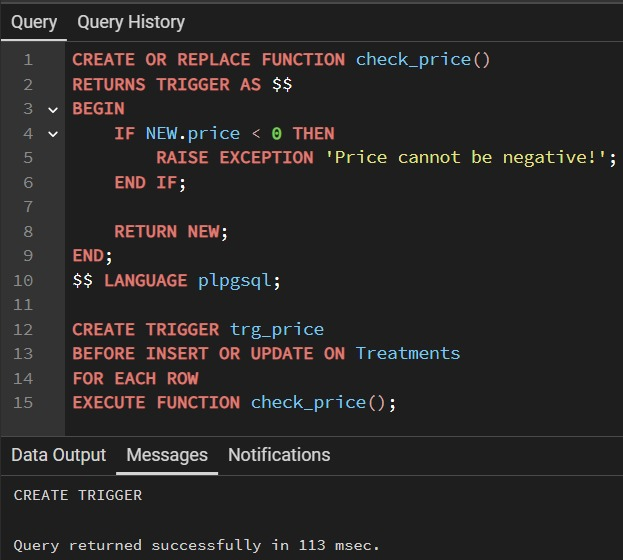 Query Query History
1 CREATE OR REPLACE FUNCTION check_price()
2 RETURNS TRIGGER AS $$
3 BEGIN
4 IF NEW.price < 0 THEN
5 RAISE EXCEPTION 'Price cannot be negative!';
6 END IF;
7
8 RETURN NEW;
9 END;
10 $$ LANGUAGE plpgsql;
11
12 CREATE TRIGGER trg_price
13 BEFORE INSERT OR UPDATE ON Treatments
14 FOR EACH ROW
15 EXECUTE FUNCTION check_price();
Data Output Messages Notifications
CREATE TRIGGER
Query returned successfully in 113 msec.